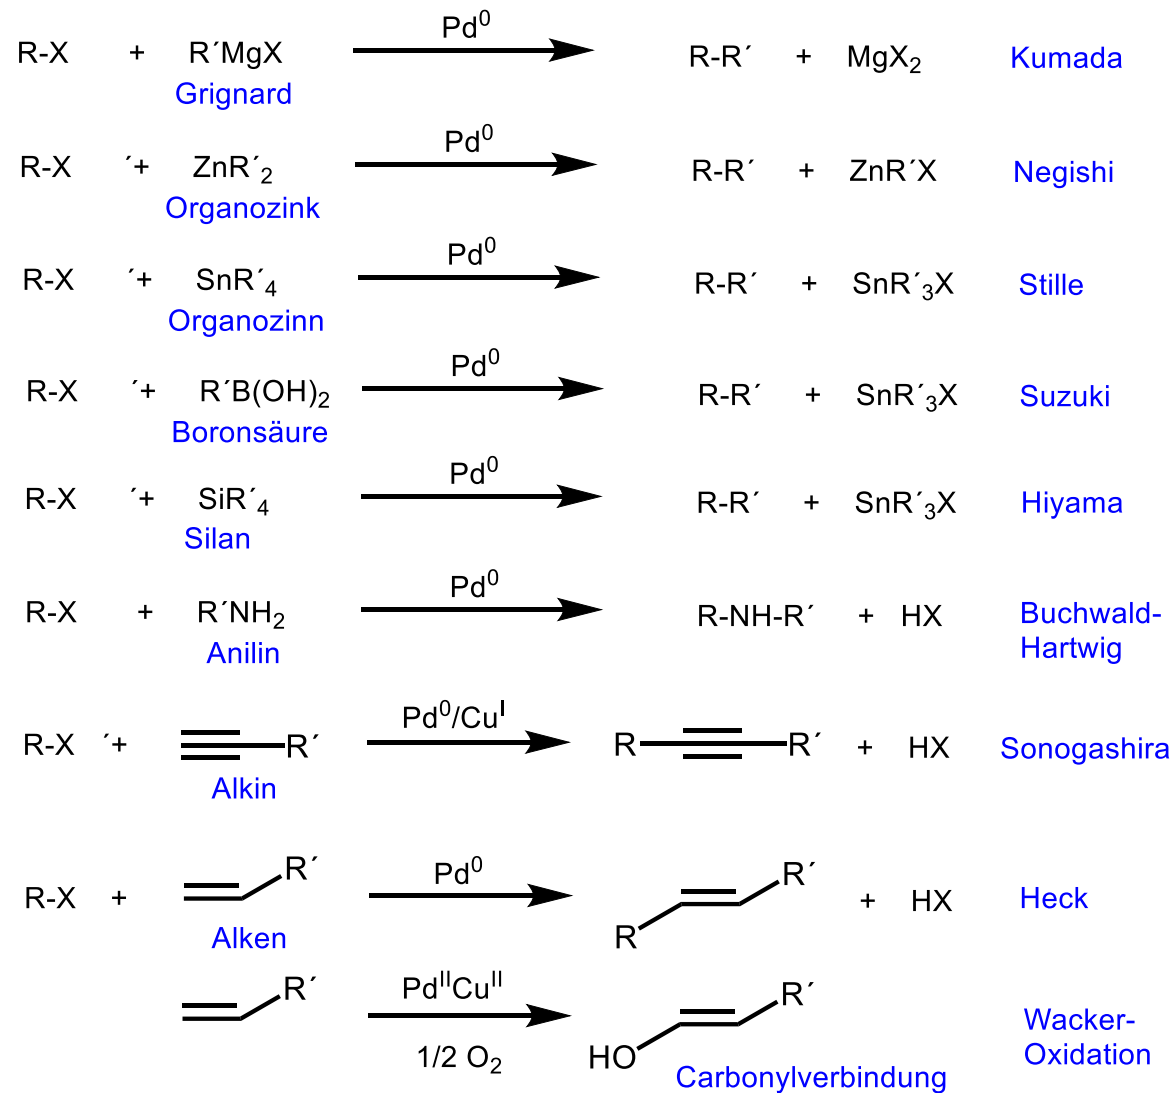 Pd⁰
R-X + R´MgX R-R´ + MgX₂ Kumada
Grignard
Pd⁰
R-X ´+ ZnR´₂ R-R´ + ZnR´X Negishi
Organozink
Pd⁰
R-X ´+ SnR´₄ R-R´ + SnR´₃X Stille
Organozinn
Pd⁰
R-X ´+ R´B(OH)₂ R-R´ + SnR´₃X Suzuki
Boronsäure
Pd⁰
R-X ´+ SiR´₄ R-R´ + SnR´₃X Hiyama
Silan
Pd⁰
R-X + R´NH₂ R-NH-R´ + HX Buchwald-
Anilin Hartwig
Pd⁰/Cuᴵ
R-X ´+ R´ R R´ + HX Sonogashira
Alkin
R´ Pd⁰ R´
R-X + + HX Heck
Alken R
R´ PdᴵᴵCuᴵᴵ R´
Wacker-
1/2 O₂ HO Oxidation
Carbonylverbindung